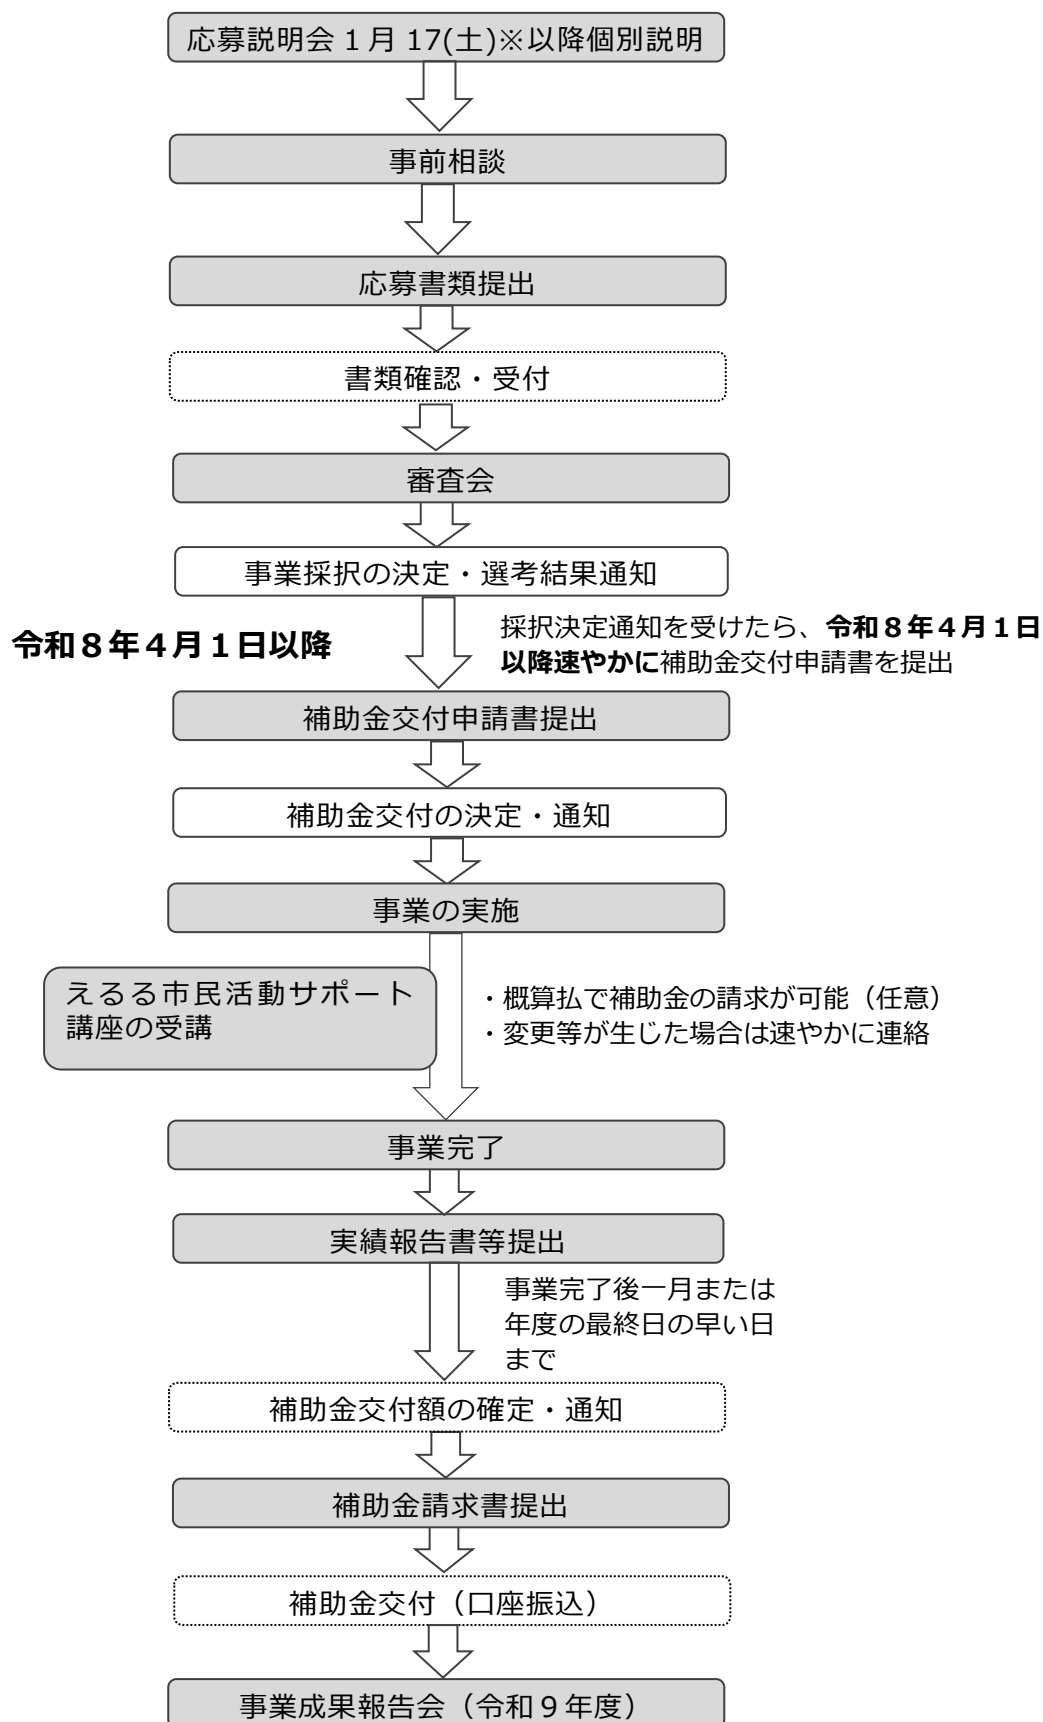 応募説明会１月 17(土)※以降個別説明
事前相談
応募書類提出
書類確認・受付
審査会
事業採択の決定・選考結果通知
令和８年４月１日以降
採択決定通知を受けたら、令和８年４月１日
以降速やかに補助金交付申請書を提出
補助金交付申請書提出
補助金交付の決定・通知
事業の実施
えるる市民活動サポート
講座の受講
・概算払で補助金の請求が可能（任意）
・変更等が生じた場合は速やかに連絡
事業完了
実績報告書等提出
事業完了後一月または
年度の最終日の早い日
まで
補助金交付額の確定・通知
補助金請求書提出
補助金交付（口座振込）
事業成果報告会（令和９年度）